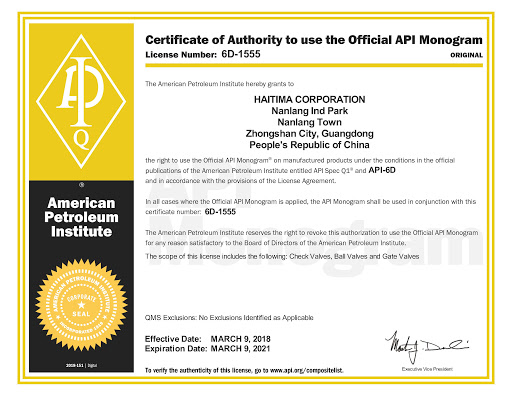 Certificate of Authority to use the Official API Monogram
License Number: 6D-1555
ORIGINAL
The American Petroleum Institute hereby grants to
HAITIMA CORPORATION
Nanlang Ind Park
Nanlang Town
Zhongshan City, Guangdong
People's Republic of China
the right to use the Official API Monogram® on manufactured products under the conditions in the official
publications of the American Petroleum Institute entitled API Spec Q1® and API-6D
and in accordance with the provisions of the License Agreement.
In all cases where the Official API Monogram is applied, the API Monogram shall be used in conjunction with this
certificate number: 6D-1555
The American Petroleum Institute reserves the right to revoke this authorization to use the Official API Monogram
for any reason satisfactory to the Board of Directors of the American Petroleum Institute.
The scope of this license includes the following: Check Valves, Ball Valves and Gate Valves
QMS Exclusions: No Exclusions Identified as Applicable
Effective Date: MARCH 9, 2018
Expiration Date: MARCH 9, 2021
To verify the authenticity of this license, go to www.api.org/compositelist.
Executive Vice President
API
Q
®
American
Petroleum
Institute
AMERICAN PETROLEUM INSTITUTE
CORPORATE
SEAL
2018-151 | Digital
API
Monogram